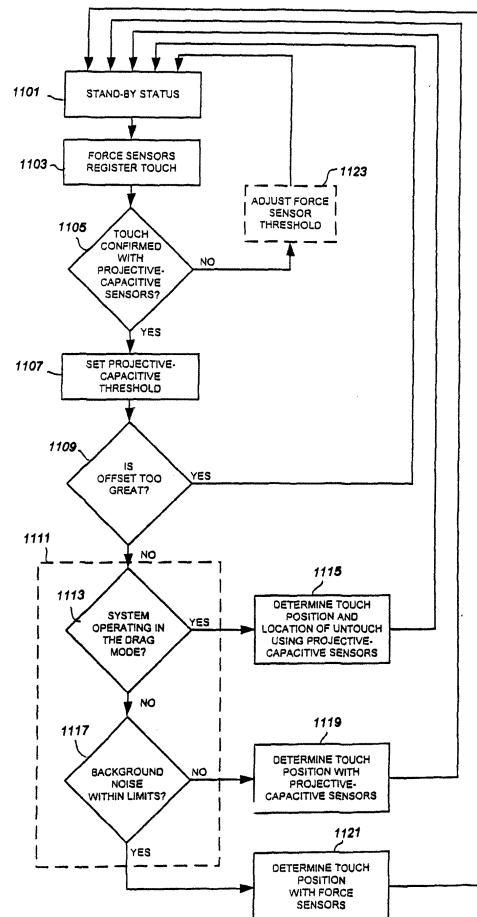 1101
STAND-BY STATUS
1103
FORCE SENSORS
REGISTER TOUCH
1123
ADJUST FORCE
SENSOR
THRESHOLD
1105
TOUCH
CONFIRMED
WITH
PROJECTIVE-
CAPACITIVE
SENSORS?
NO
YES
1107
SET PROJECTIVE-
CAPACITIVE
THRESHOLD
1109
IS
OFFSET TOO
GREAT?
YES
NO
1111
1113
SYSTEM
OPERATING IN
THE DRAG
MODE?
YES
1115
DETERMINE TOUCH
POSITION AND
LOCATION OF UNTOUCH
USING PROJECTIVE-
CAPACITIVE SENSORS
NO
1117
BACKGROUND
NOISE
WITHIN LIMITS?
NO
1119
DETERMINE TOUCH
POSITION WITH
PROJECTIVE-
CAPACITIVE SENSORS
YES
1121
DETERMINE TOUCH
POSITION
WITH FORCE
SENSORS